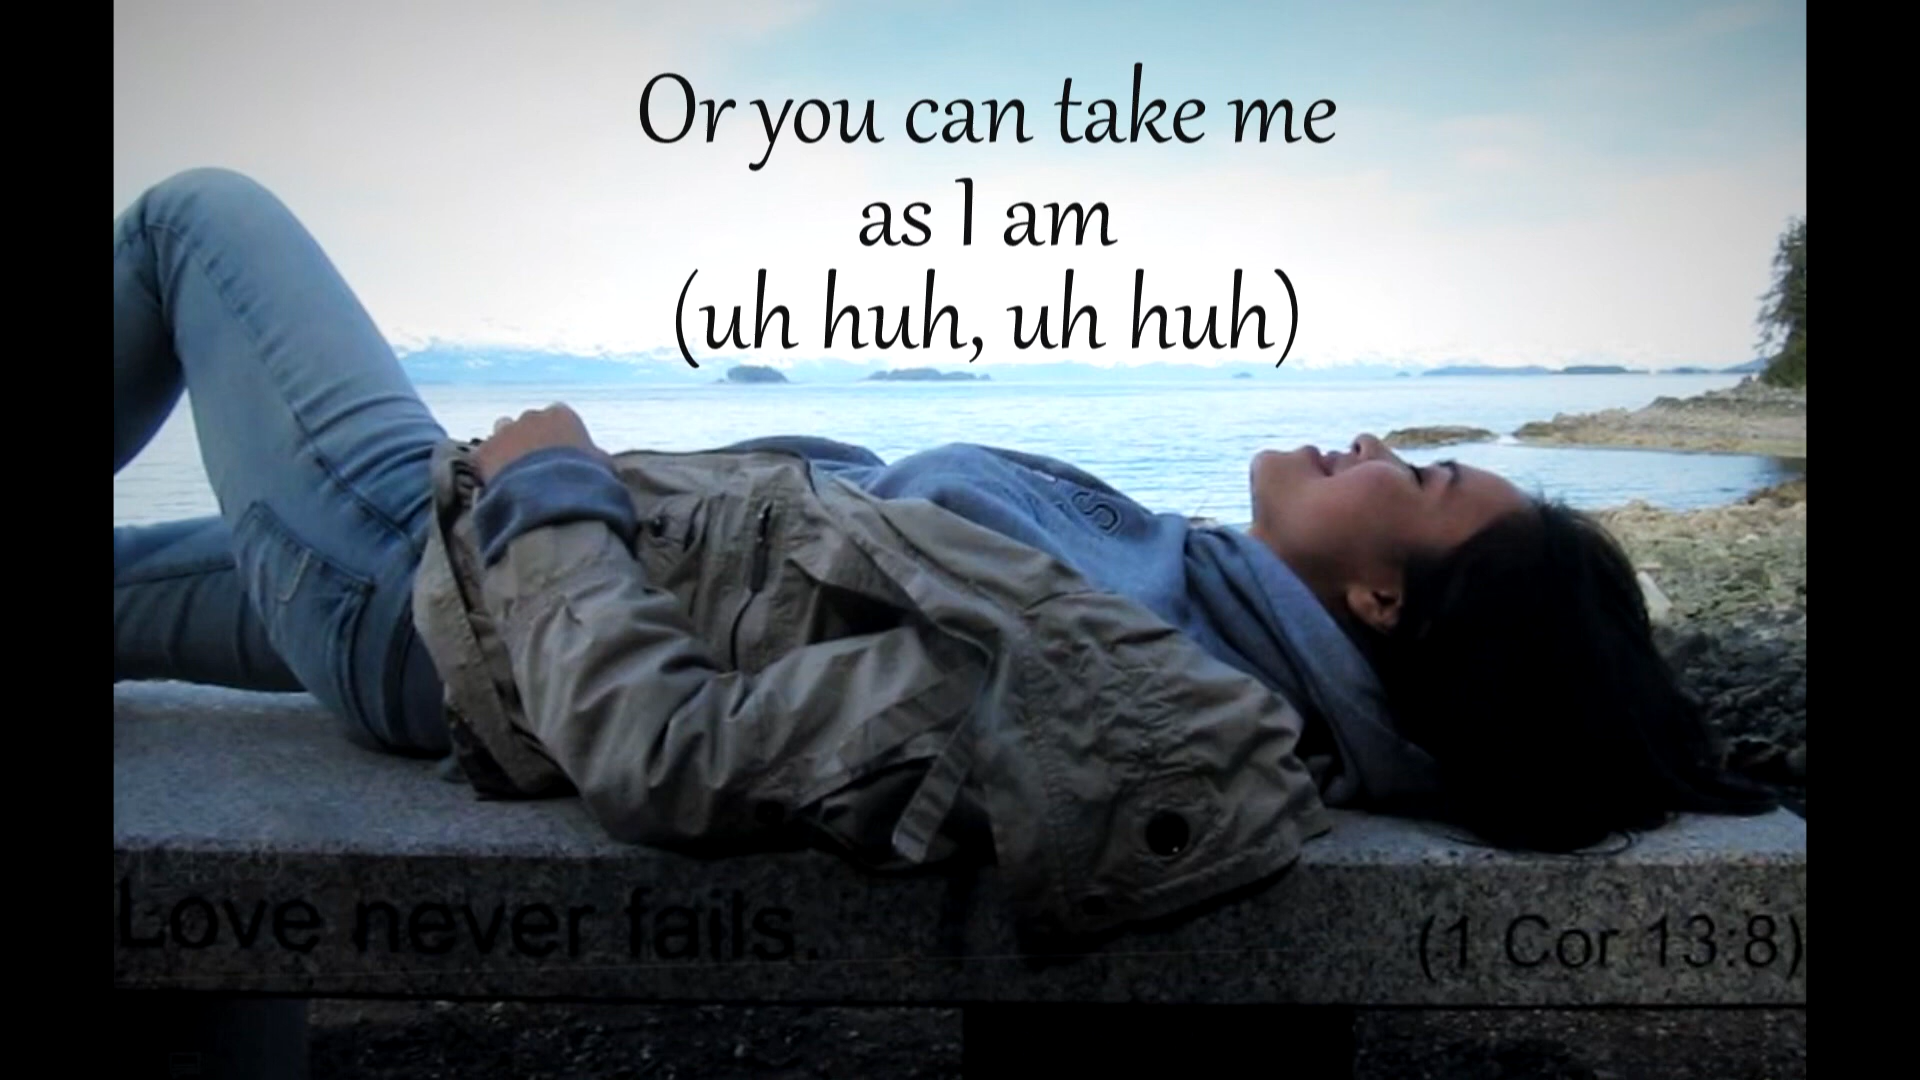 Or you can take me
as I am
(uh huh, uh huh)
S
Love never fails. (1 Cor 13:8)